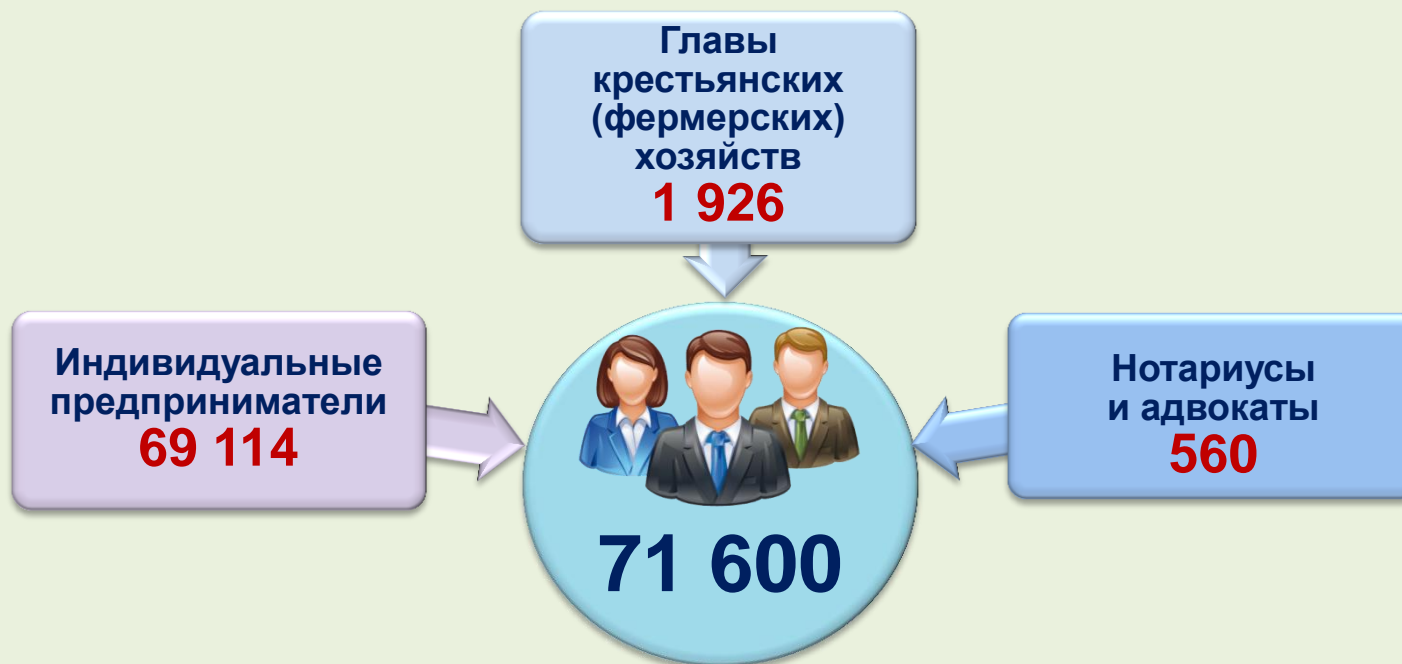 Главы
крестьянских
(фермерских)
хозяйств
1 926
Индивидуальные
предприниматели
69 114
Нотариусы
и адвокаты
560
71 600